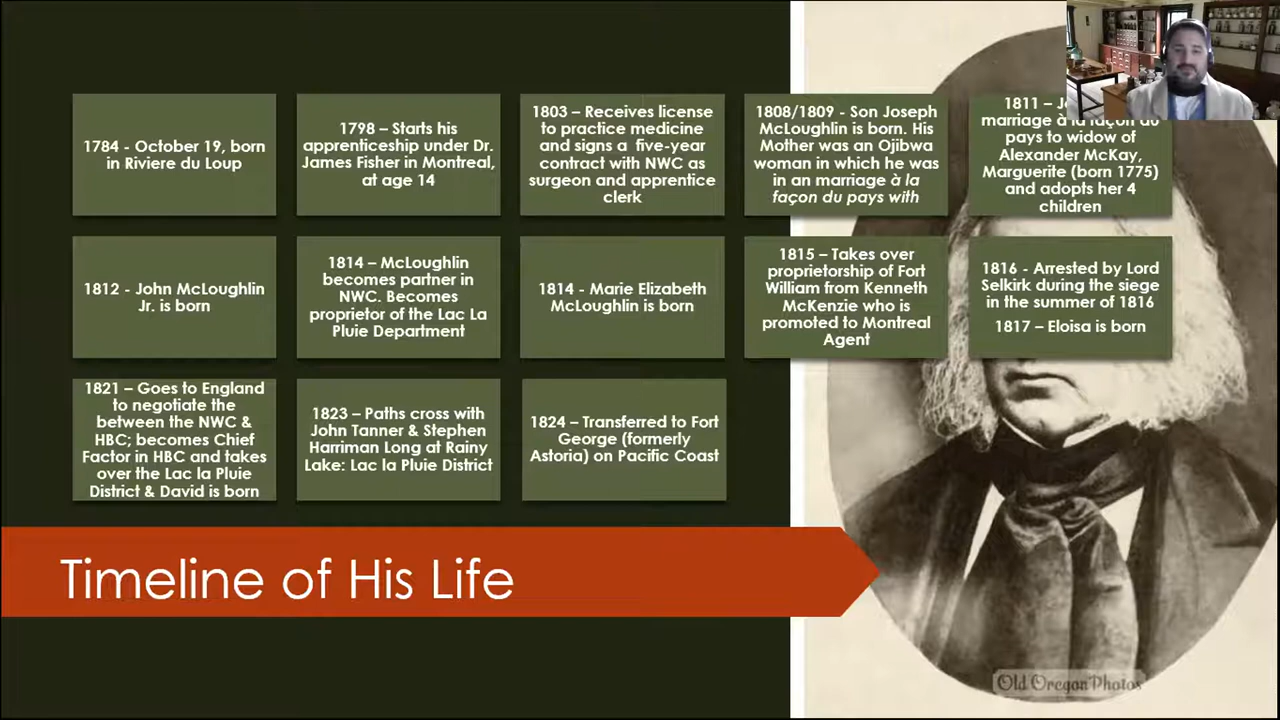 1784 - October 19, born
in Riviere du Loup
1798 – Starts his
apprenticeship under Dr.
James Fisher in Montreal,
at age 14
1803 – Receives license
to practice medicine
and signs a five-year
contract with NWC as
surgeon and apprentice
clerk
1808/1809 - Son Joseph
McLoughlin is born. His
Mother was an Ojibwa
woman in which he was
in an marriage à la
façon du pays with
1811 –
marriage à la façon du
pays to widow of
Alexander McKay,
Marguerite (born 1775)
and adopts her 4
children
1812 - John McLoughlin
Jr. is born
1814 – McLoughlin
becomes partner in
NWC. Becomes
proprietor of the Lac La
Pluie Department
1814 - Marie Elizabeth
McLoughlin is born
1815 – Takes over
proprietorship of Fort
William from Kenneth
McKenzie who is
promoted to Montreal
Agent
1816 - Arrested by Lord
Selkirk during the siege
in the summer of 1816
1817 – Eloisa is born
1821 – Goes to England
to negotiate the
between the NWC &
HBC; becomes Chief
Factor in HBC and takes
over the Lac la Pluie
District & David is born
1823 – Paths cross with
John Tanner & Stephen
Harriman Long at Rainy
Lake: Lac la Pluie District
1824 – Transferred to Fort
George (formerly
Astoria) on Pacific Coast
Timeline of His Life
Old Oregon Photos